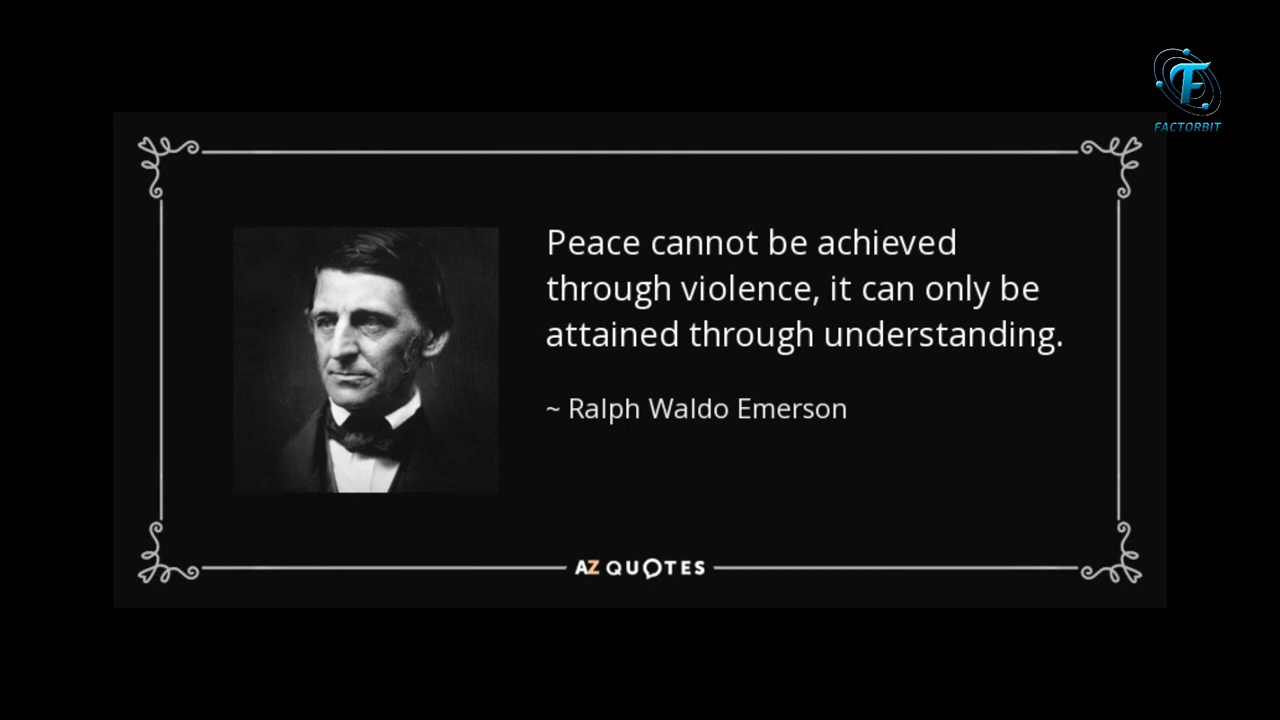 FACTORBIT
Peace cannot be achieved
through violence, it can only be
attained through understanding.
~ Ralph Waldo Emerson
AZ QUOTES